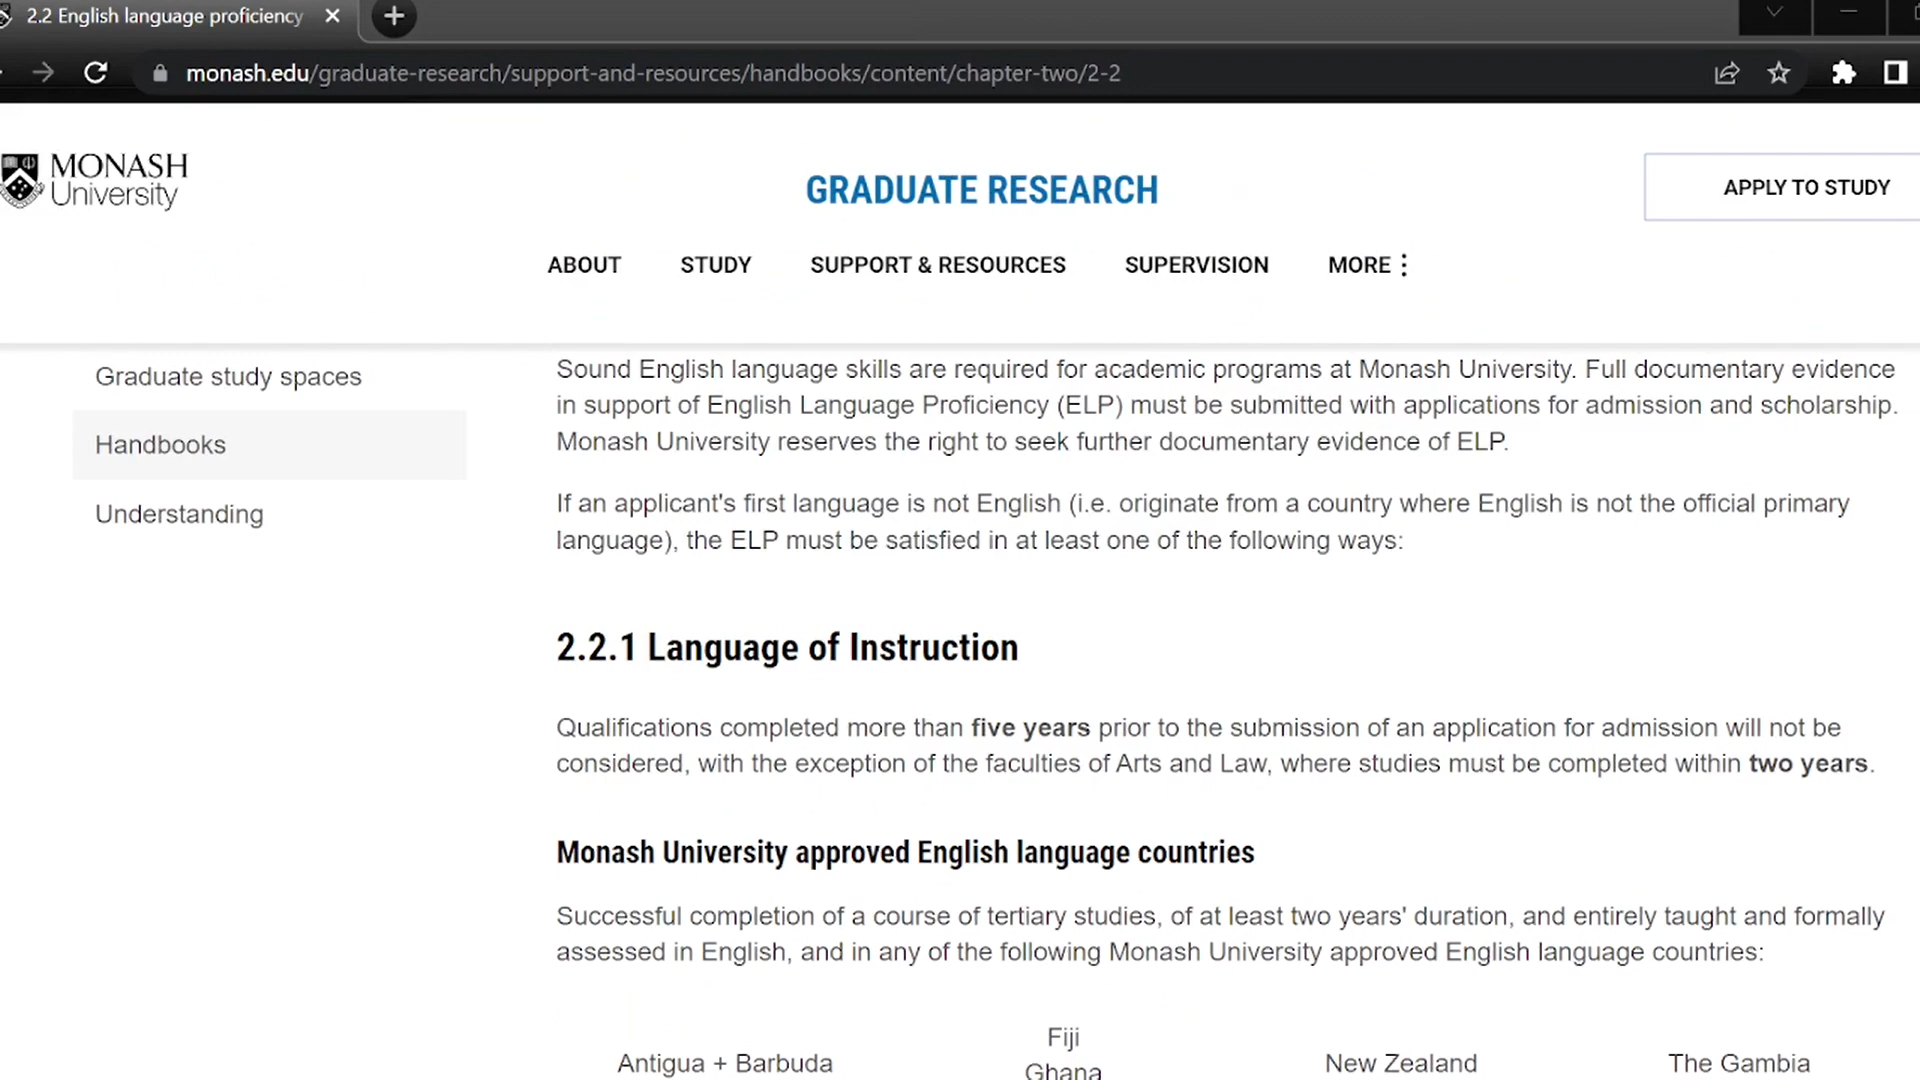 2.2 English language proficiency
monash.edu/graduate-research/support-and-resources/handbooks/content/chapter-two/2-2
MONASH
University
GRADUATE RESEARCH
APPLY TO STUDY
ABOUT
STUDY
SUPPORT & RESOURCES
SUPERVISION
MORE
Graduate study spaces
Handbooks
Understanding
Sound English language skills are required for academic programs at Monash University. Full documentary evidence
in support of English Language Proficiency (ELP) must be submitted with applications for admission and scholarship.
Monash University reserves the right to seek further documentary evidence of ELP.
If an applicant's first language is not English (i.e. originate from a country where English is not the official primary
language), the ELP must be satisfied in at least one of the following ways:
2.2.1 Language of Instruction
Qualifications completed more than five years prior to the submission of an application for admission will not be
considered, with the exception of the faculties of Arts and Law, where studies must be completed within two years.
Monash University approved English language countries
Successful completion of a course of tertiary studies, of at least two years' duration, and entirely taught and formally
assessed in English, and in any of the following Monash University approved English language countries:
Antigua + Barbuda
Fiji
Ghana
New Zealand
The Gambia